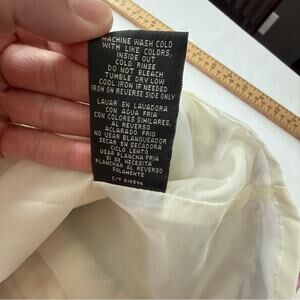 MACHINE WASH COLD
WITH LIKE COLORS,
INSIDE OUT
COLD RINSE
DO NOT BLEACH
TUMBLE DRY LOW
COOL IRON IF NEEDED
IRON ON REVERSE SIDE ONLY
LAVAR EN LAVADORA
CON AGUA FRIA
CON COLORES SIMILARES,
AL REVERSO
ACLARADO FRIO
NO USAR BLANQUEADOR
SECAR EN SECADORA
CICLO LENTO
USAR PLANCHA FRIA
SI SE NECESITA
PLANCHAR AL REVERSO
SOLAMENTE